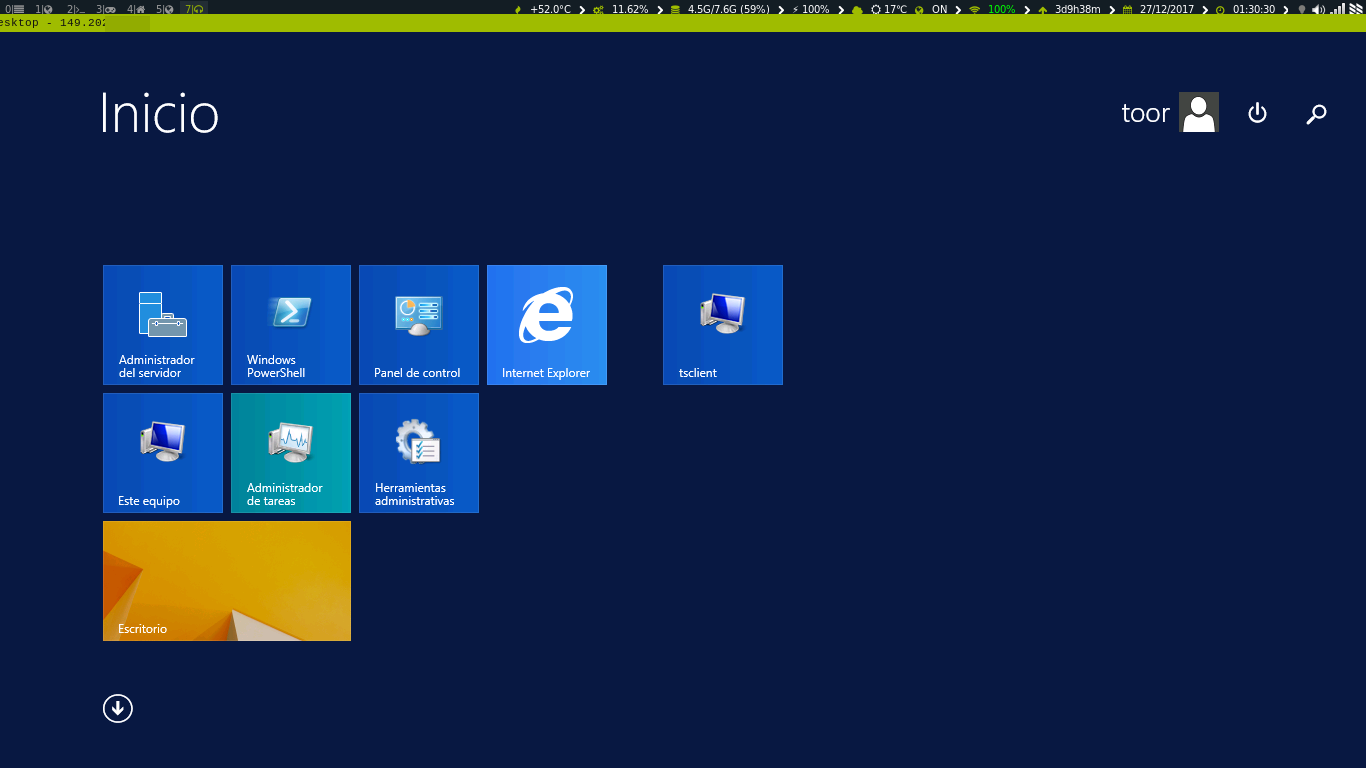 0| 1| 2|>_ 3| 4| 5| 7| +52.0°C 11.62% 4.5G/7.6G (59%) 100% 17°C ON 100% 3d9h38m 27/12/2017 01:30:30
esktop - 149.202
Inicio
toor
Administrador
del servidor
Windows
PowerShell
Panel de control
Internet Explorer
tsclient
Este equipo
Administrador
de tareas
Herramientas
administrativas
Escritorio